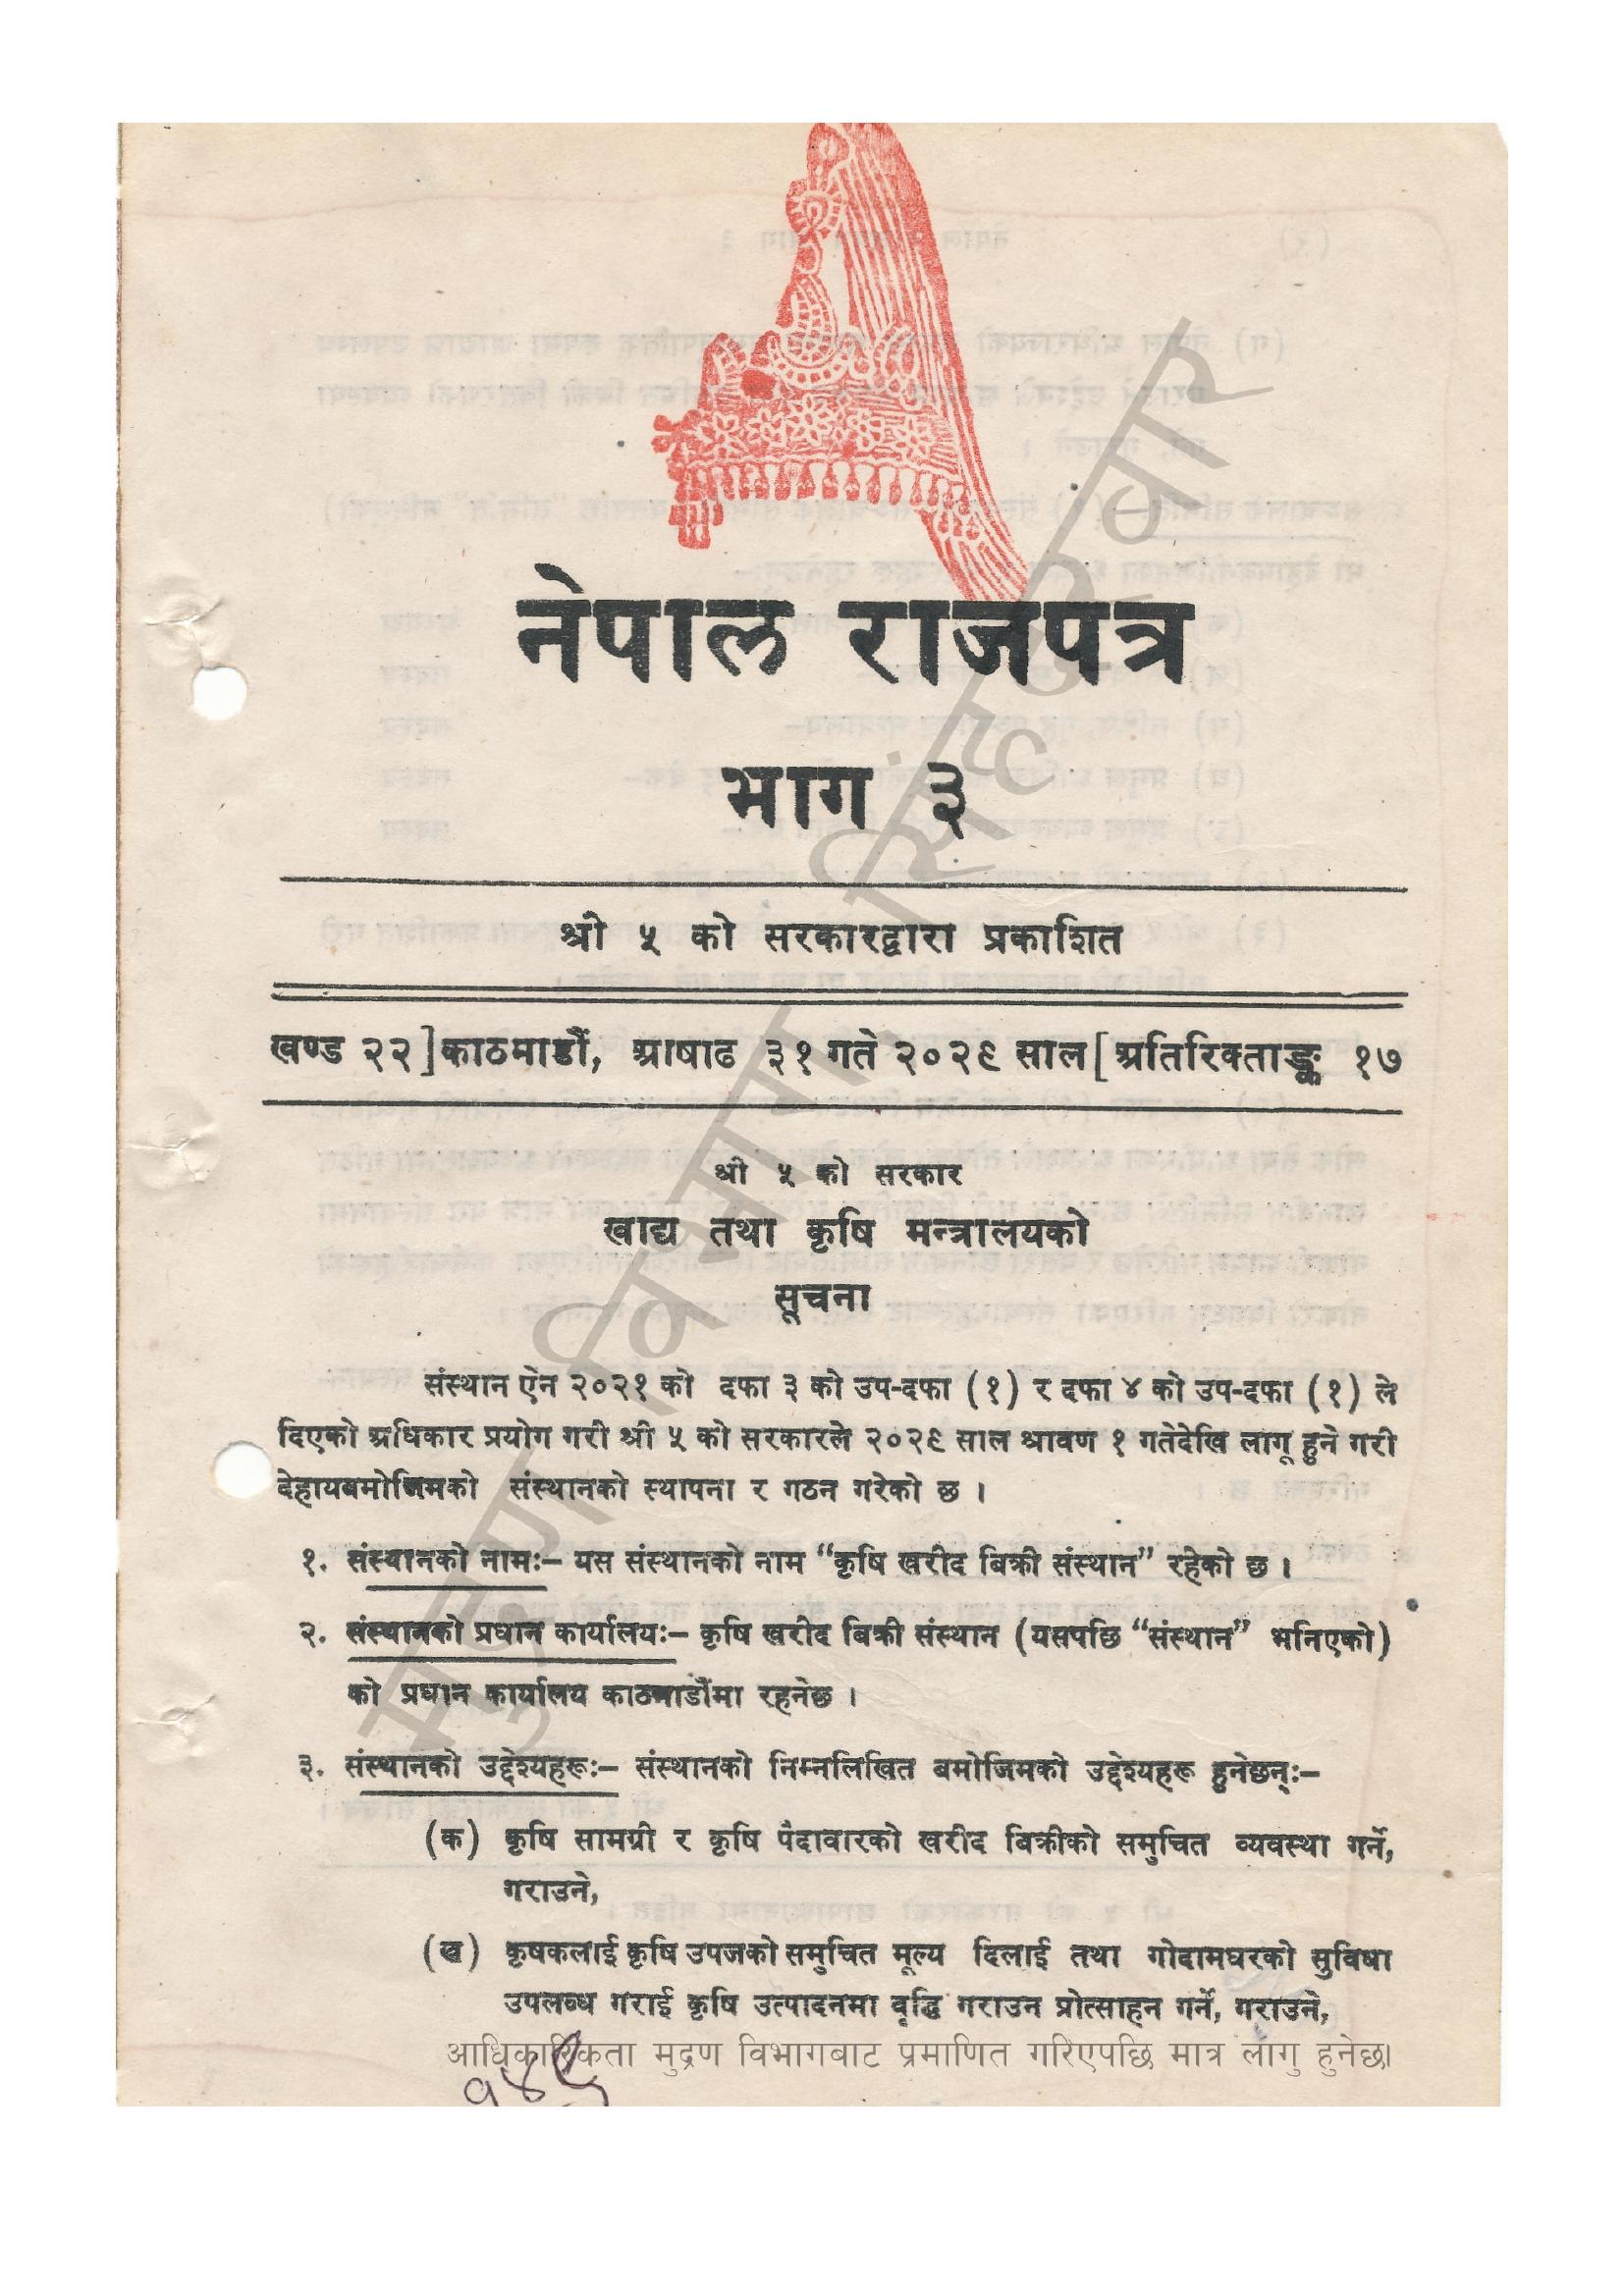 नेपाल राजपत्र
भाग ३
श्री ५ को सरकारद्वारा प्रकाशित
खण्ड २२] काठमाडौं, आषाढ ३१ गते २०२९ साल [अतिरिक्ताङ्क १७
श्री ५ को सरकार
खाद्य तथा कृषि मन्त्रालयको
सूचना
संस्थान ऐन २०२१ को दफा ३ को उप-दफा (१) र दफा ४ को उप-दफा (१) ले
दिएको अधिकार प्रयोग गरी श्री ५ को सरकारले २०२९ साल श्रावण १ गतेदेखि लागू हुने गरी
देहायबमोजिमको संस्थानको स्थापना र गठन गरेको छ ।
१. संस्थानको नामः– यस संस्थानको नाम “कृषि खरीद बिक्री संस्थान” रहेको छ ।
२. संस्थानको प्रधान कार्यालयः– कृषि खरीद बिक्री संस्थान (यसपछि “संस्थान” भनिएको)
को प्रधान कार्यालय काठमाडौंमा रहनेछ ।
३. संस्थानको उद्देश्यहरूः– संस्थानको निम्नलिखित बमोजिमको उद्देश्यहरू हुनेछन्ः–
(क) कृषि सामग्री र कृषि पैदावारको खरीद बिक्रीको समुचित व्यवस्था गर्ने,
गराउने,
(ख) कृषकलाई कृषि उपजको समुचित मूल्य दिलाई तथा गोदामघरको सुविधा
उपलब्ध गराई कृषि उत्पादनमा वृद्धि गराउन प्रोत्साहन गर्ने, गराउने,
आधिकारिकता मुद्रण विभागबाट प्रमाणित गरिएपछि मात्र लागु हुनेछ।
मुद्रण विभाग, सिंहदरबार